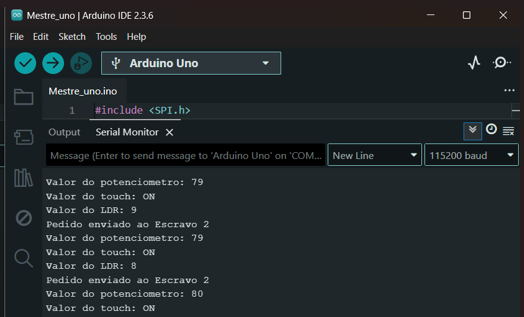 Mestre_uno | Arduino IDE 2.3.6
File Edit Sketch Tools Help
Arduino Uno
Mestre_uno.ino
1 #include <SPI.h>
Output Serial Monitor
Message (Enter to send message to 'Arduino Uno' on 'COM... New Line 115200 baud
Valor do potenciometro: 79
Valor do touch: ON
Valor do LDR: 9
Pedido enviado ao Escravo 2
Valor do potenciometro: 79
Valor do touch: ON
Valor do LDR: 8
Pedido enviado ao Escravo 2
Valor do potenciometro: 80
Valor do touch: ON